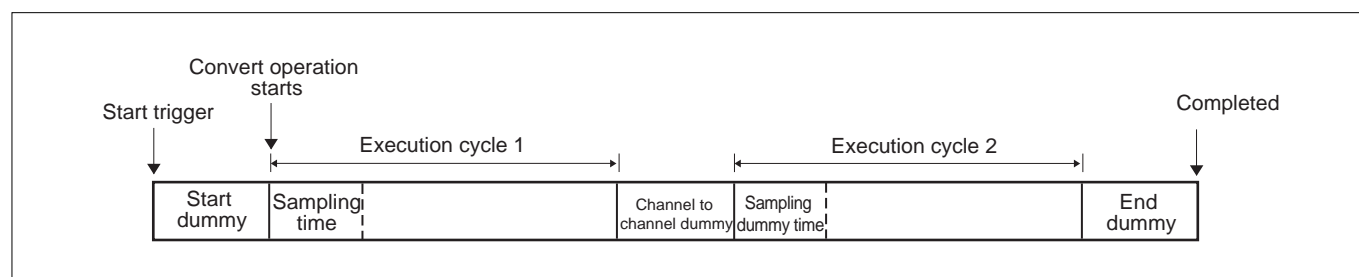 Convert operation
starts
Start trigger
Completed
Execution cycle 1
Execution cycle 2
Start
dummy
Sampling
time
Channel to
channel dummy
Sampling
dummy time
End
dummy